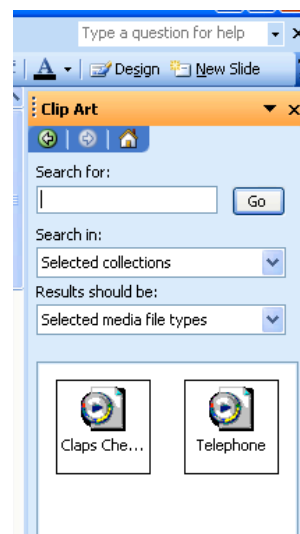 Type a question for help
A Design New Slide
Clip Art
Search for:
Go
Search in:
Selected collections
Results should be:
Selected media file types
Claps Che... Telephone